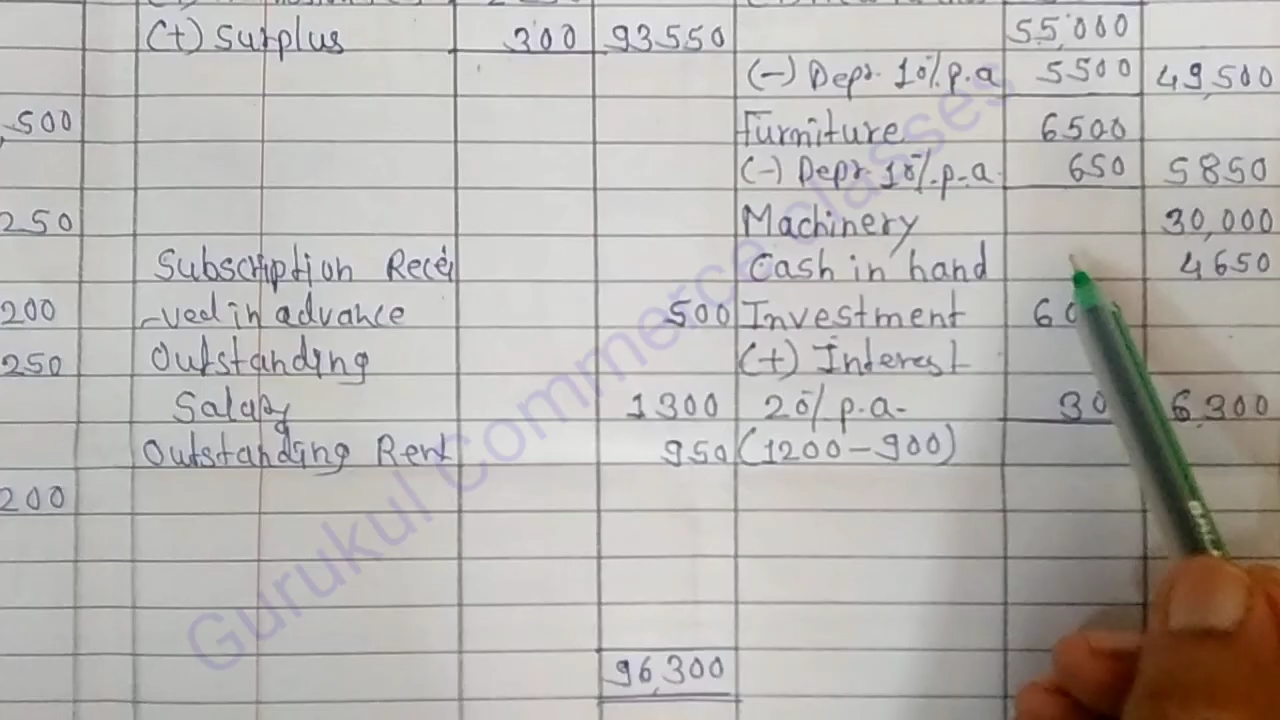 (+) Surplus 300 93550
55,000
(-) Depr. 10% p.a 5500 49,500
500 Furniture 6500
(-) Depr. 10% p.a. 650 5850
250 Machinery 30,000
Subscription Recei Cash in hand 4650
200 -ved in advance 500 Investment 60
250 Outstanding (+) Interest
Salary 1300 20% p.a. 30 6,300
Outstanding Rent 950 (1200-900)
200
96,300
Gurukul Commerce classes